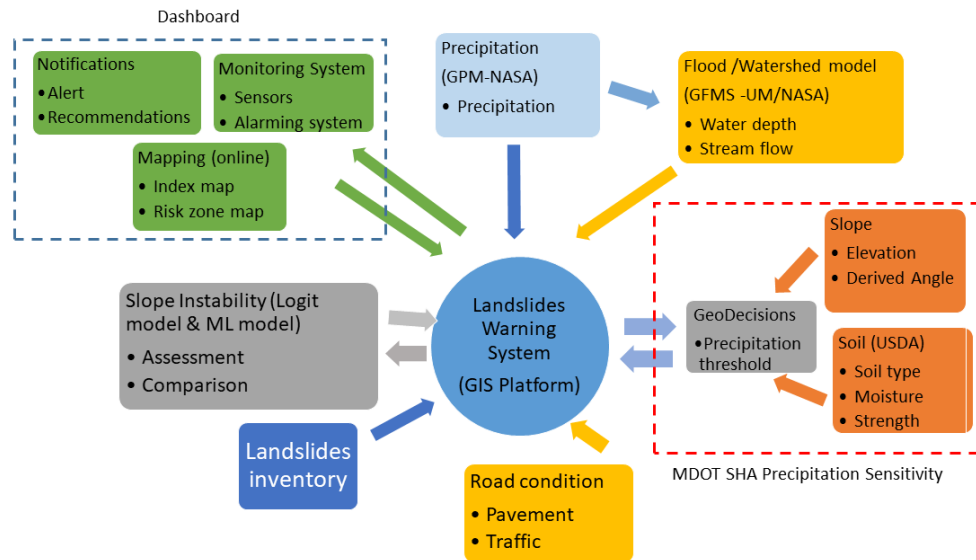 Dashboard
Notifications
•Alert
•Recommendations
Monitoring System
• Sensors
• Alarming system
Mapping (online)
• Index map
• Risk zone map
Precipitation
(GPM-NASA)
• Precipitation
Flood /Watershed model
(GFMS -UM/NASA)
• Water depth
• Stream flow
Slope Instability (Logit
model & ML model)
• Assessment
• Comparison
Landslides
Warning
System
(GIS Platform)
GeoDecisions
•Precipitation
threshold
Slope
• Elevation
• Derived Angle
Soil (USDA)
• Soil type
• Moisture
• Strength
Landslides
inventory
Road condition
• Pavement
• Traffic
MDOT SHA Precipitation Sensitivity